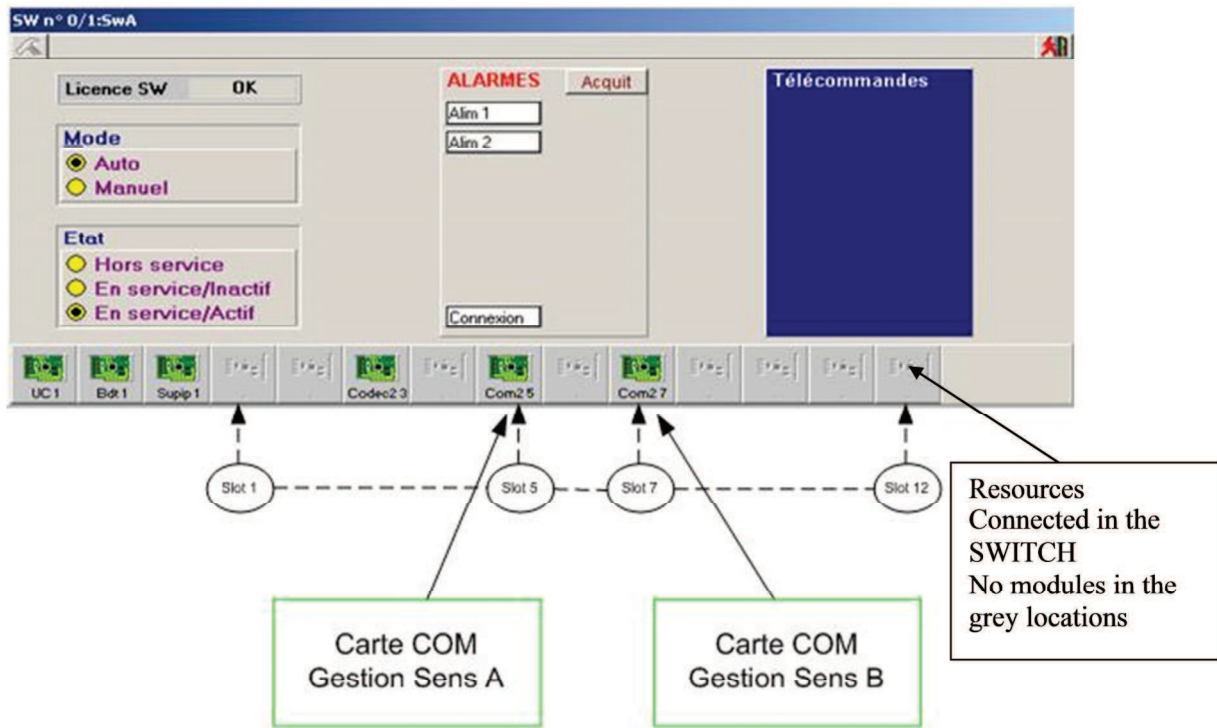 SW n° 0/1:SwA
Licence SW OK
Mode
Auto
Manuel
Etat
Hors service
En service/Inactif
En service/Actif
ALARMES Acquit
Alim 1
Alim 2
Connexion
Télécommandes
UC 1 Bdt 1 Supip 1 Codec2 3 Com2 5 Com2 7
Slot 1 Slot 5 Slot 7 Slot 12
Carte COM
Gestion Sens A
Carte COM
Gestion Sens B
Resources
Connected in the
SWITCH
No modules in the
grey locations